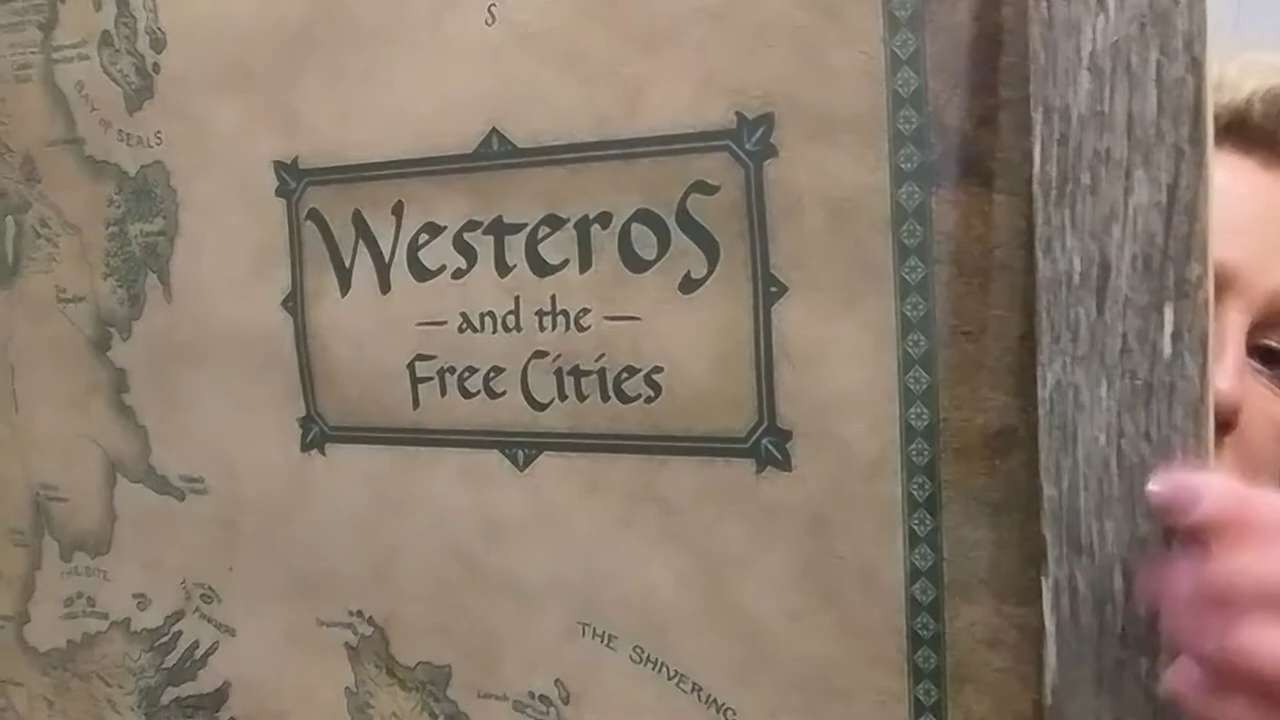 S
BAY OF SEALS
Westeros
— and the —
Free Cities
THE BITE
THE SHIVERING